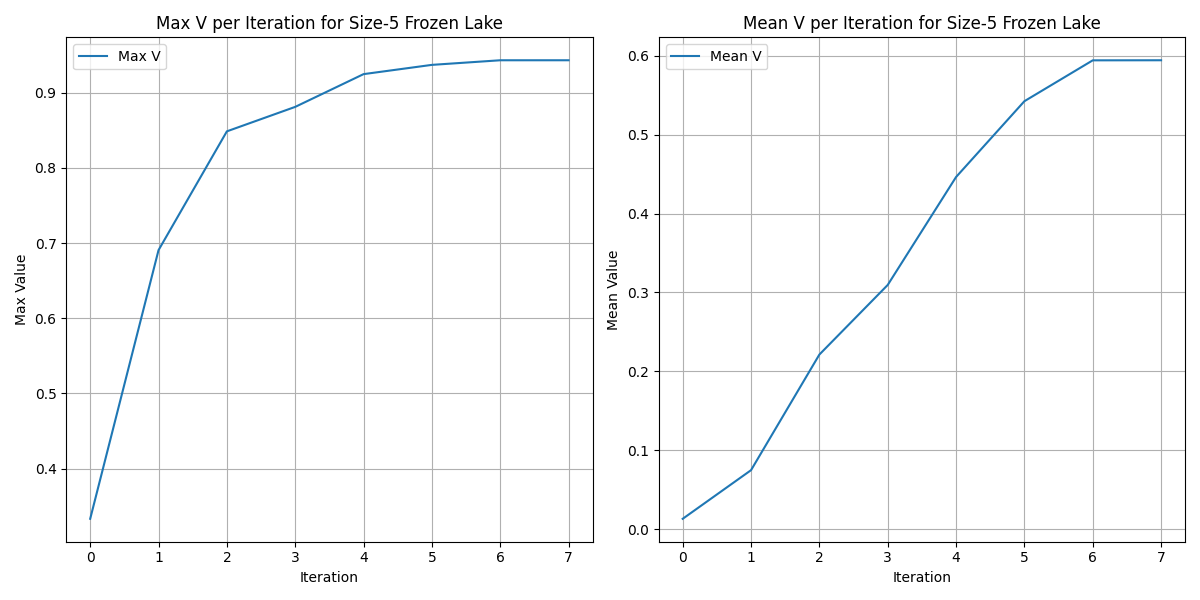 Max V per Iteration for Size-5 Frozen Lake
Max V
0.9
0.8
0.7
0.6
0.5
0.4
Max Value
0 1 2 3 4 5 6 7
Iteration
Mean V per Iteration for Size-5 Frozen Lake
Mean V
0.6
0.5
0.4
0.3
0.2
0.1
0.0
Mean Value
0 1 2 3 4 5 6 7
Iteration